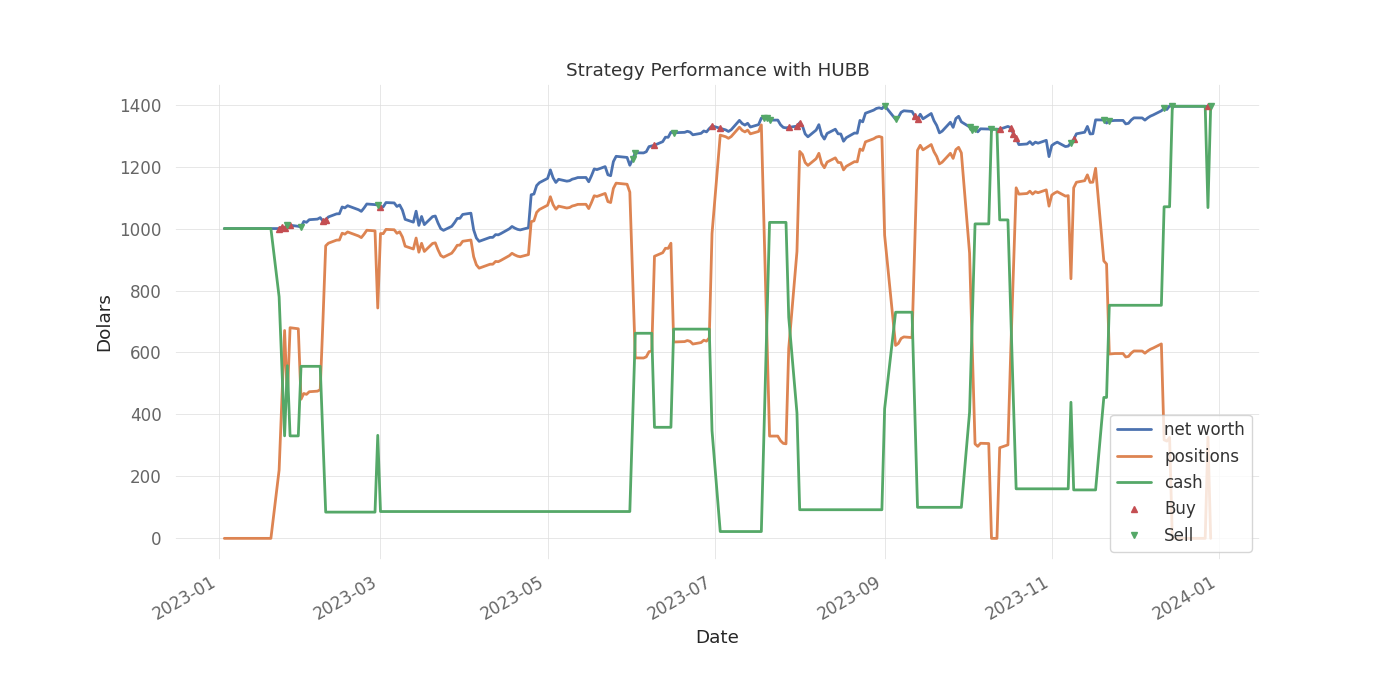 Strategy Performance with HUBB
1400
1200
1000
800
600
400
200
0
Dolars
2023-01
2023-03
2023-05
2023-07
2023-09
2023-11
2024-01
Date
net worth
positions
cash
Buy
Sell